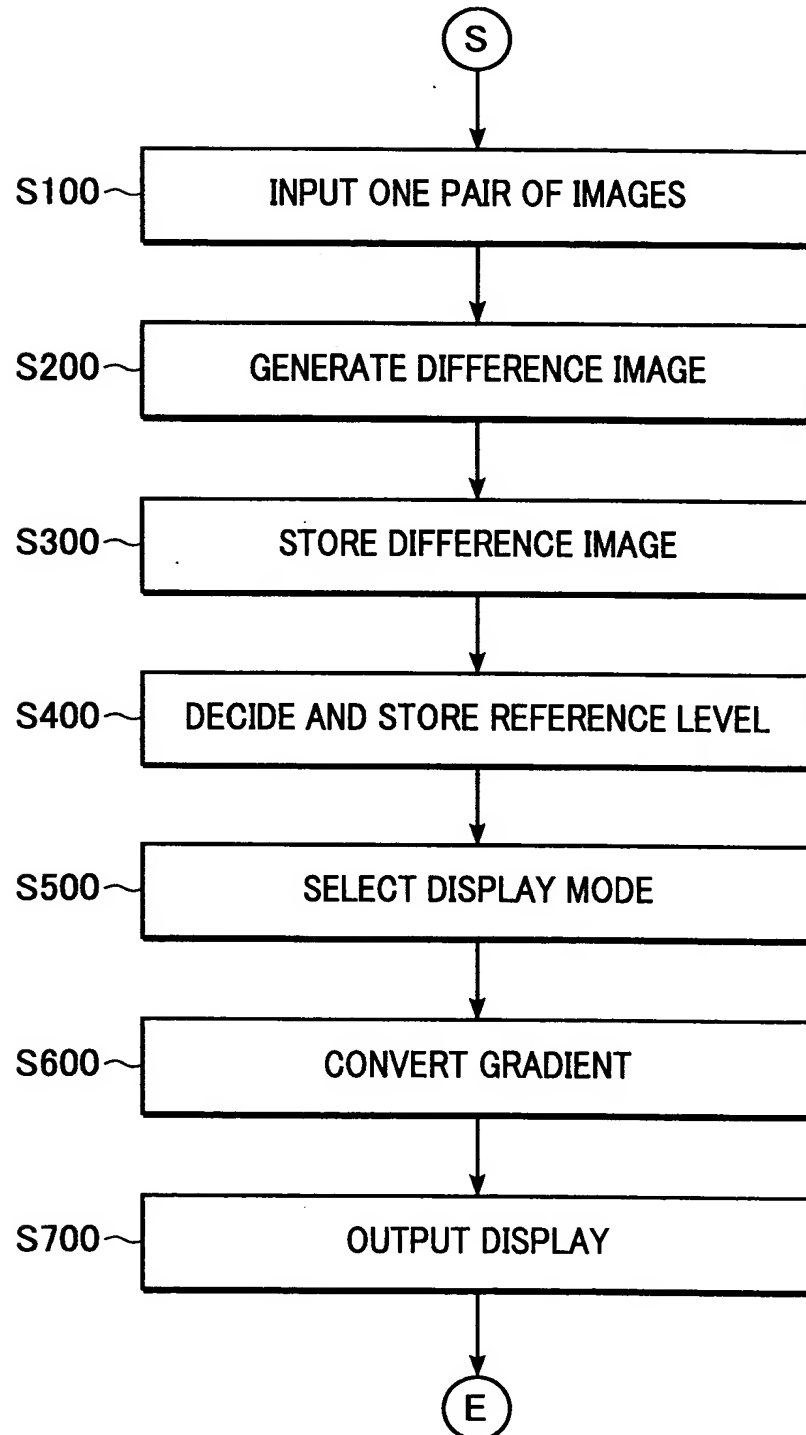 S
S100 INPUT ONE PAIR OF IMAGES
S200 GENERATE DIFFERENCE IMAGE
S300 STORE DIFFERENCE IMAGE
S400 DECIDE AND STORE REFERENCE LEVEL
S500 SELECT DISPLAY MODE
S600 CONVERT GRADIENT
S700 OUTPUT DISPLAY
E